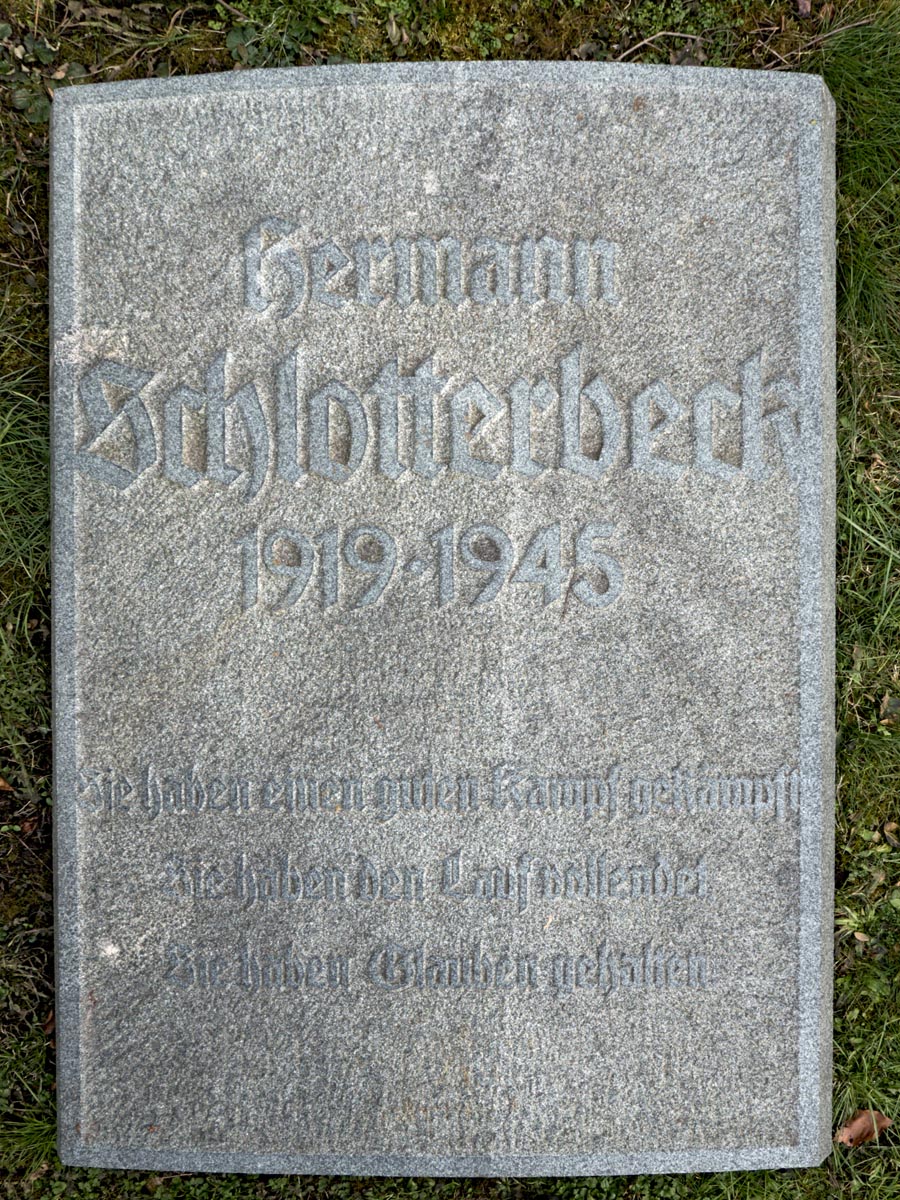 Hermann
Schlotterbeck
1919·1945
Sie haben einen guten Kampf gekämpft
Sie haben den Lauf vollendet
Sie haben Glauben gehalten